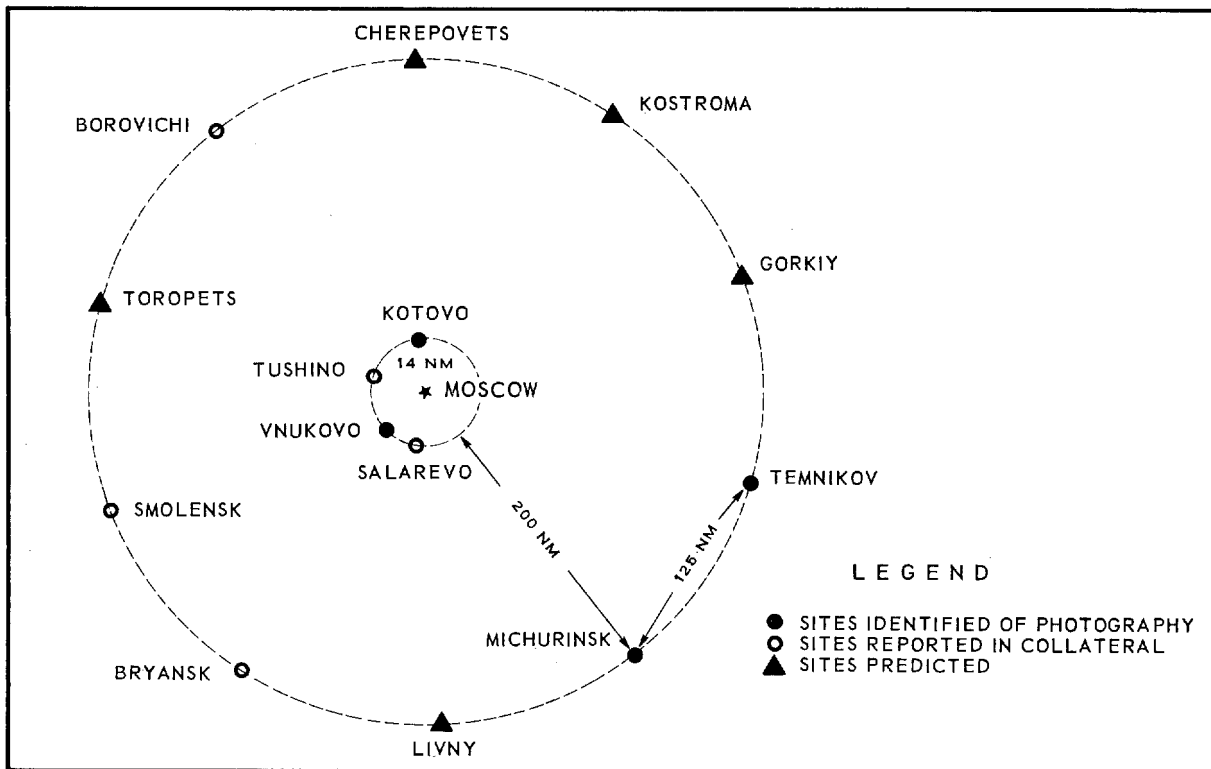 CHEREPOVETS
KOSTROMA
BOROVICHI
GORKIY
TOROPETS
KOTOVO
14 NM
TUSHINO
MOSCOW
VNUKOVO
SALAREVO
TEMNIKOV
SMOLENSK
200 NM
125 NM
LEGEND
SITES IDENTIFIED OF PHOTOGRAPHY
SITES REPORTED IN COLLATERAL
SITES PREDICTED
MICHURINSK
BRYANSK
LIVNY